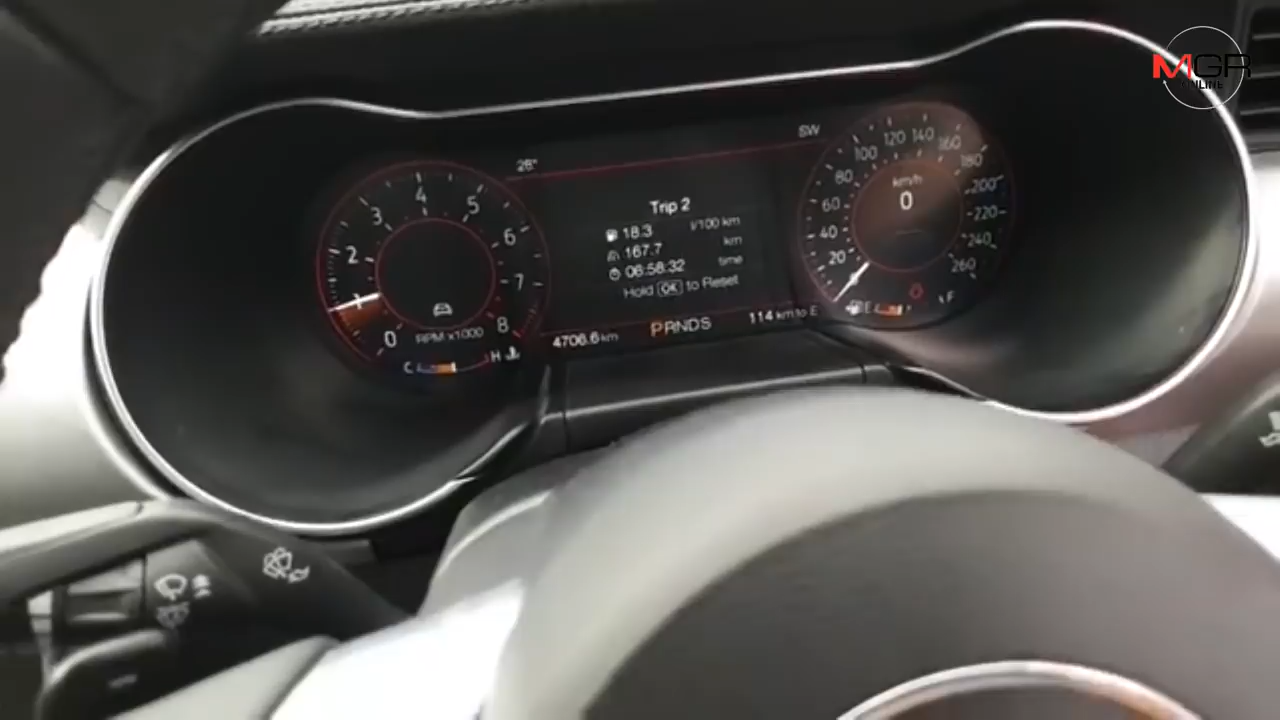 MGR
ONLINE
28°
SW
Trip 2
18.3 l/100 km
167.7 km
06:58:32 time
Hold OK to Reset
4706.6 km
PRNDS
114 km to E
0 1 2 3 4 5 6 7 8
RPM x1000
C H
20 40 60 80 100 120 140 160 180 200 220 240 260
km/h
0
E F